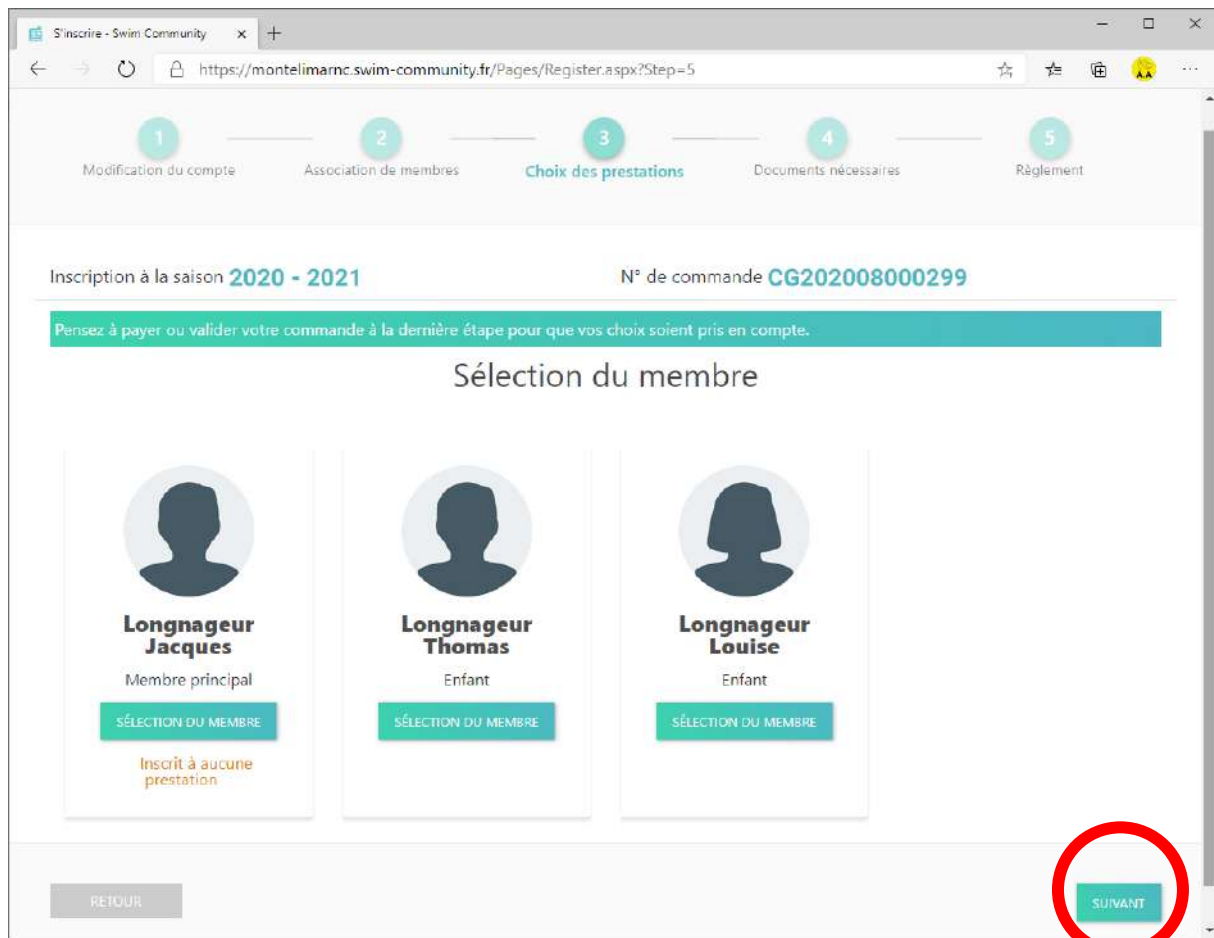 S'inscrire - Swim Community
https://montelimarnc.swim-community.fr/Pages/Register.aspx?Step=5
A.A
1 2 3 4 5
Modification du compte Association de membres Choix des prestations Documents nécessaires Règlement
Inscription à la saison 2020 - 2021 N° de commande CG202008000299
Pensez à payer ou valider votre commande à la dernière étape pour que vos choix soient pris en compte.
Sélection du membre
Longnageur Longnageur Longnageur
Jacques Thomas Louise
Membre principal Enfant Enfant
SÉLECTION DU MEMBRE SÉLECTION DU MEMBRE SÉLECTION DU MEMBRE
Inscrit à aucune
prestation
RETOUR SUIVANT